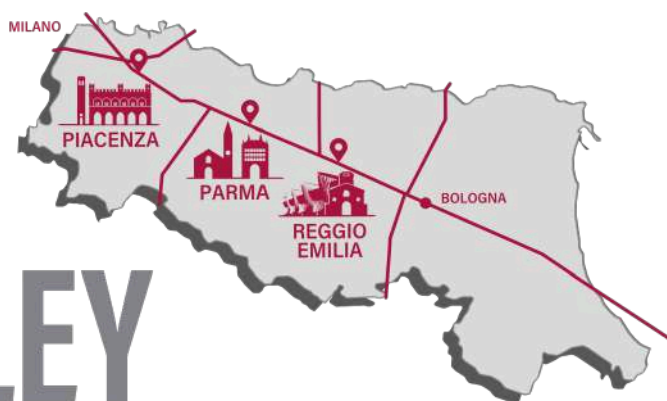 MILANO
PIACENZA
PARMA
BOLOGNA
REGGIO
EMILIA
LEY